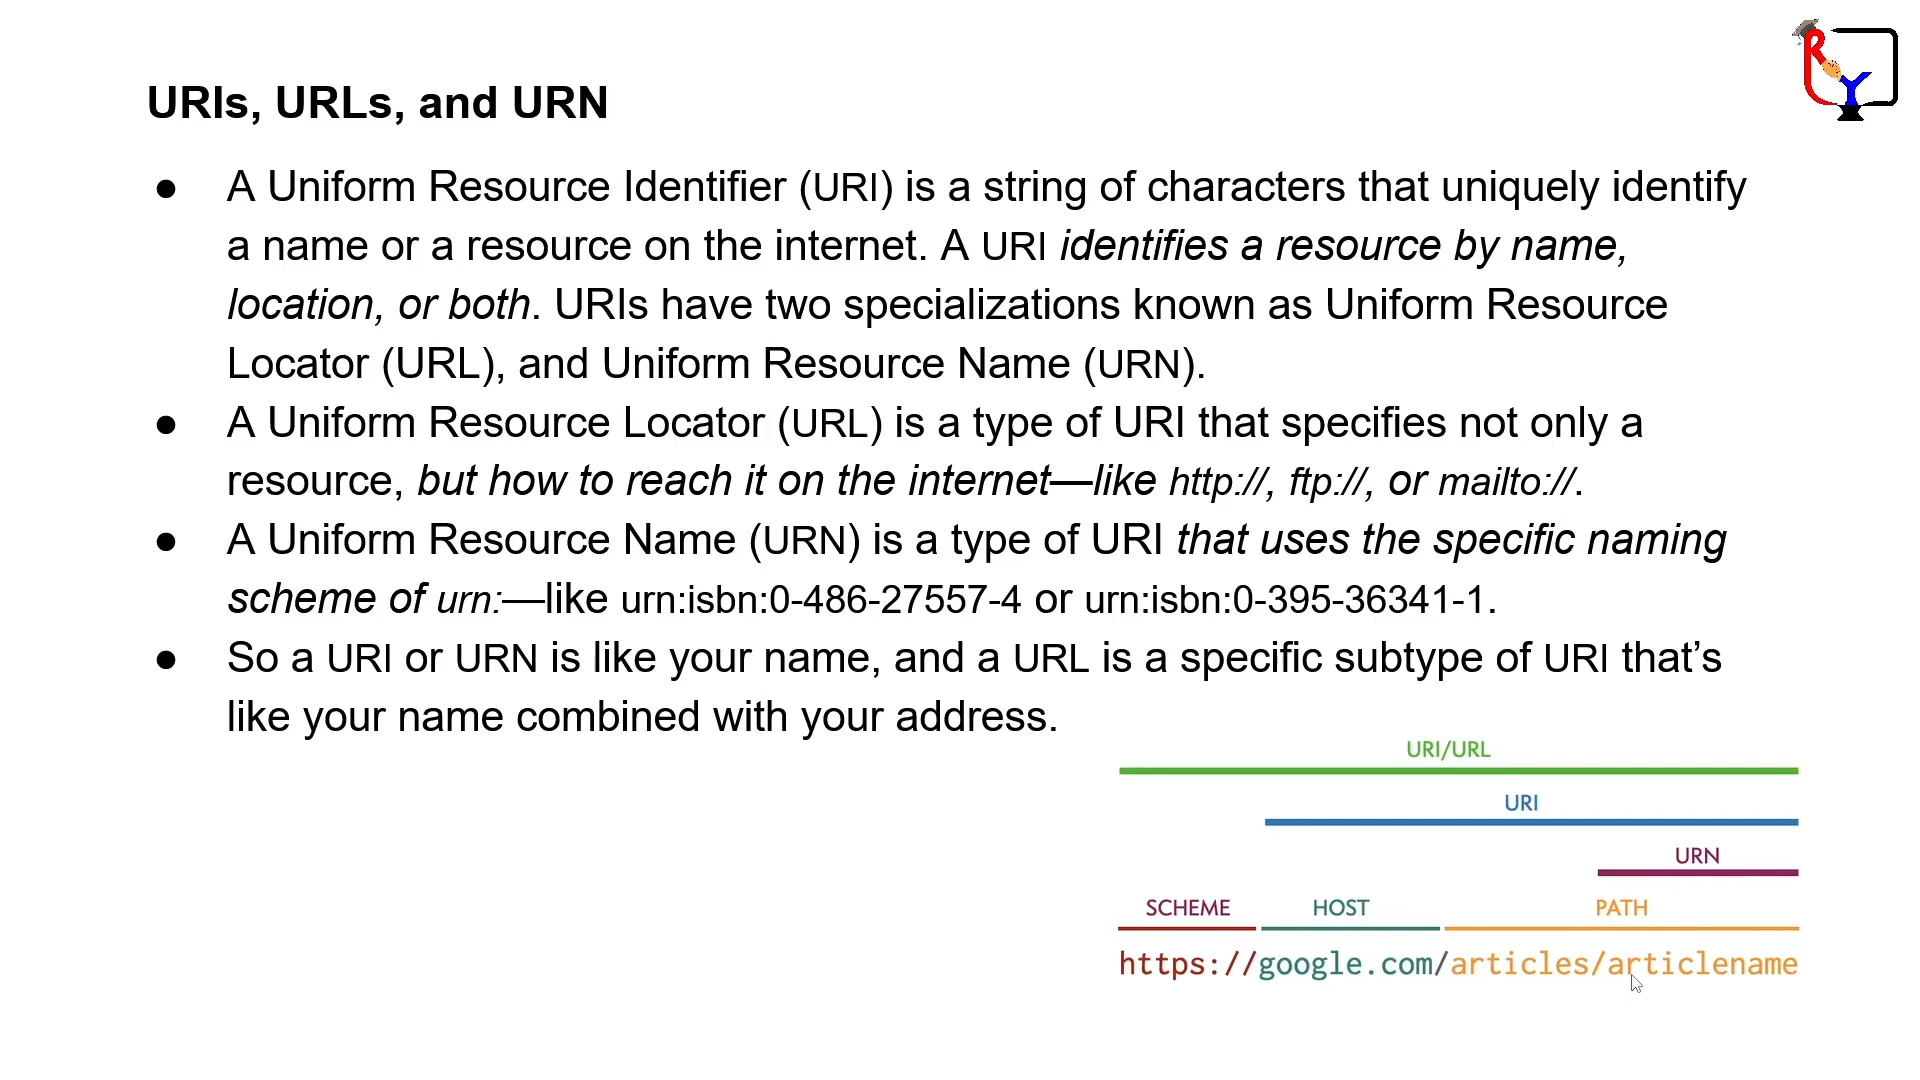 URIs, URLs, and URN
● A Uniform Resource Identifier (URI) is a string of characters that uniquely identify
a name or a resource on the internet. A URI identifies a resource by name,
location, or both. URIs have two specializations known as Uniform Resource
Locator (URL), and Uniform Resource Name (URN).
● A Uniform Resource Locator (URL) is a type of URI that specifies not only a
resource, but how to reach it on the internet—like http://, ftp://, or mailto://.
● A Uniform Resource Name (URN) is a type of URI that uses the specific naming
scheme of urn:—like urn:isbn:0-486-27557-4 or urn:isbn:0-395-36341-1.
● So a URI or URN is like your name, and a URL is a specific subtype of URI that’s
like your name combined with your address.
URI/URL
URI
URN
SCHEME HOST PATH
https://google.com/articles/articlename
R
Y